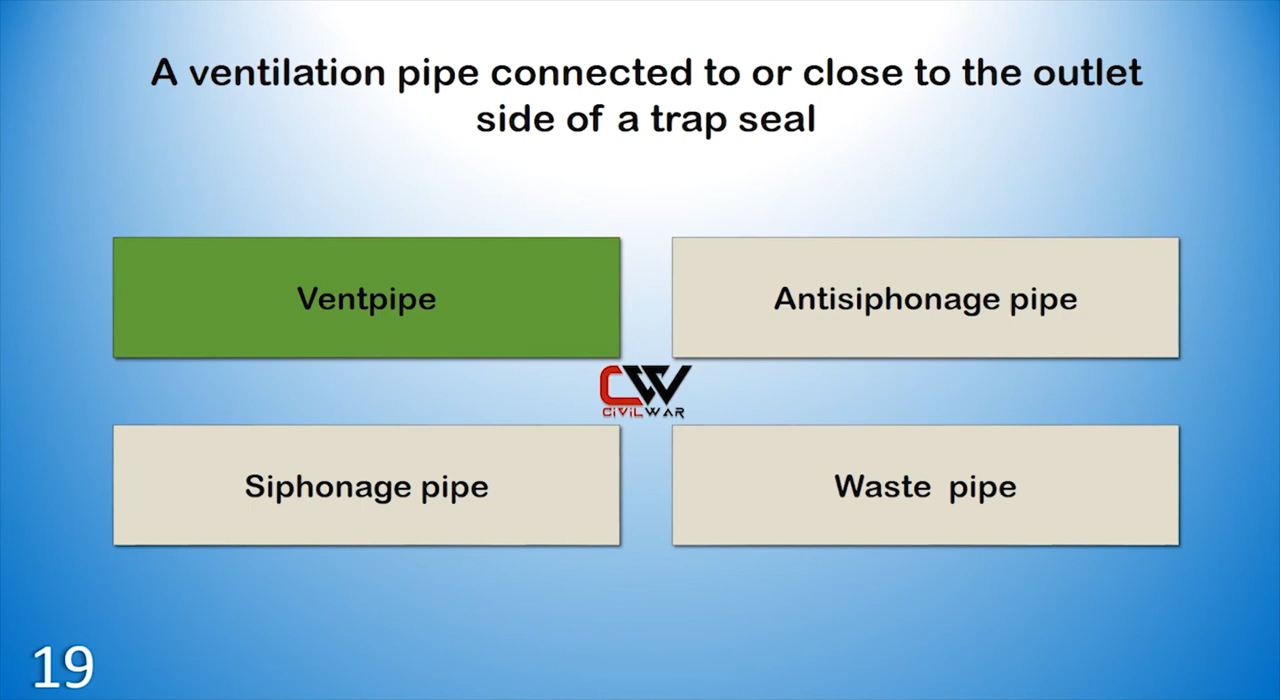 A ventilation pipe connected to or close to the outlet
side of a trap seal
Ventpipe
Antisiphonage pipe
CW
CiViLWAR
Siphonage pipe
Waste pipe
19